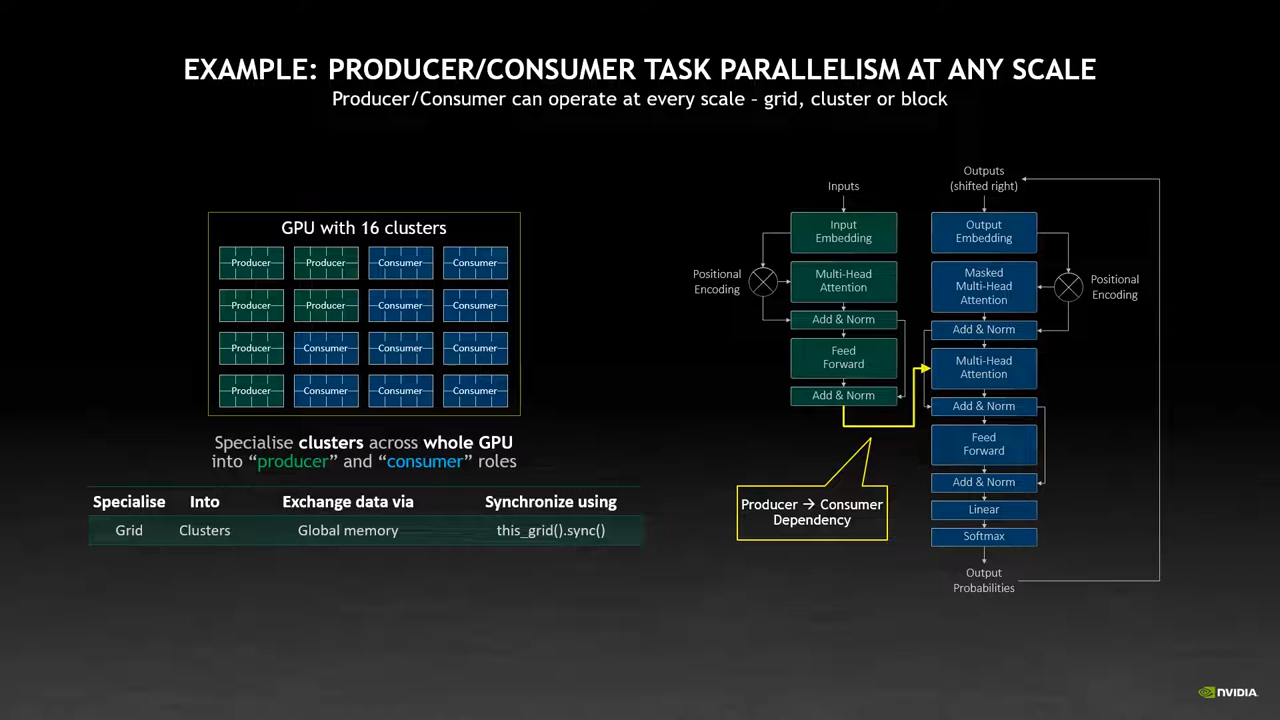 EXAMPLE: PRODUCER/CONSUMER TASK PARALLELISM AT ANY SCALE
Producer/Consumer can operate at every scale – grid, cluster or block
GPU with 16 clusters
Producer Producer Consumer Consumer
Producer Producer Consumer Consumer
Producer Consumer Consumer Consumer
Producer Consumer Consumer Consumer
Specialise clusters across whole GPU
into “producer” and “consumer” roles
Specialise Into Exchange data via Synchronize using
Grid Clusters Global memory this_grid().sync()
Inputs
Input
Embedding
Positional
Encoding
Multi-Head
Attention
Add & Norm
Feed
Forward
Add & Norm
Producer → Consumer
Dependency
Outputs
(shifted right)
Output
Embedding
Masked
Multi-Head
Attention
Positional
Encoding
Add & Norm
Multi-Head
Attention
Add & Norm
Feed
Forward
Add & Norm
Linear
Softmax
Output
Probabilities
NVIDIA.